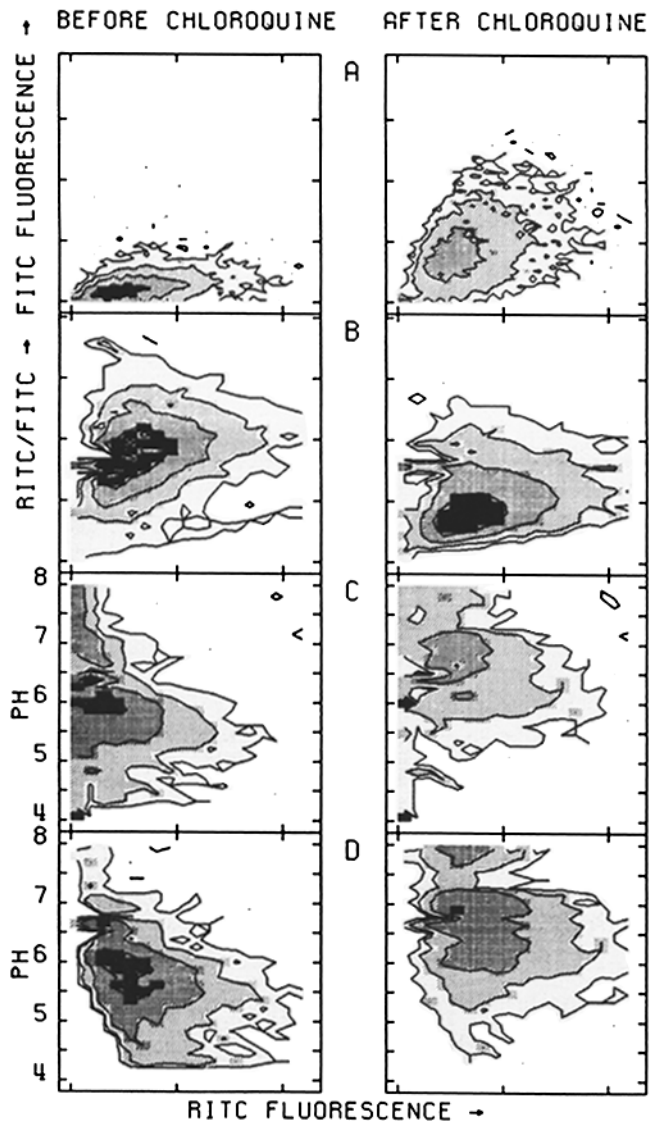 ↑ BEFORE CHLOROQUINE AFTER CHLOROQUINE
FITC FLUORESCENCE
A
RITC/FITC →
B
8
7
6
5
4
PH
C
8
7
6
5
4
PH
D
RITC FLUORESCENCE →